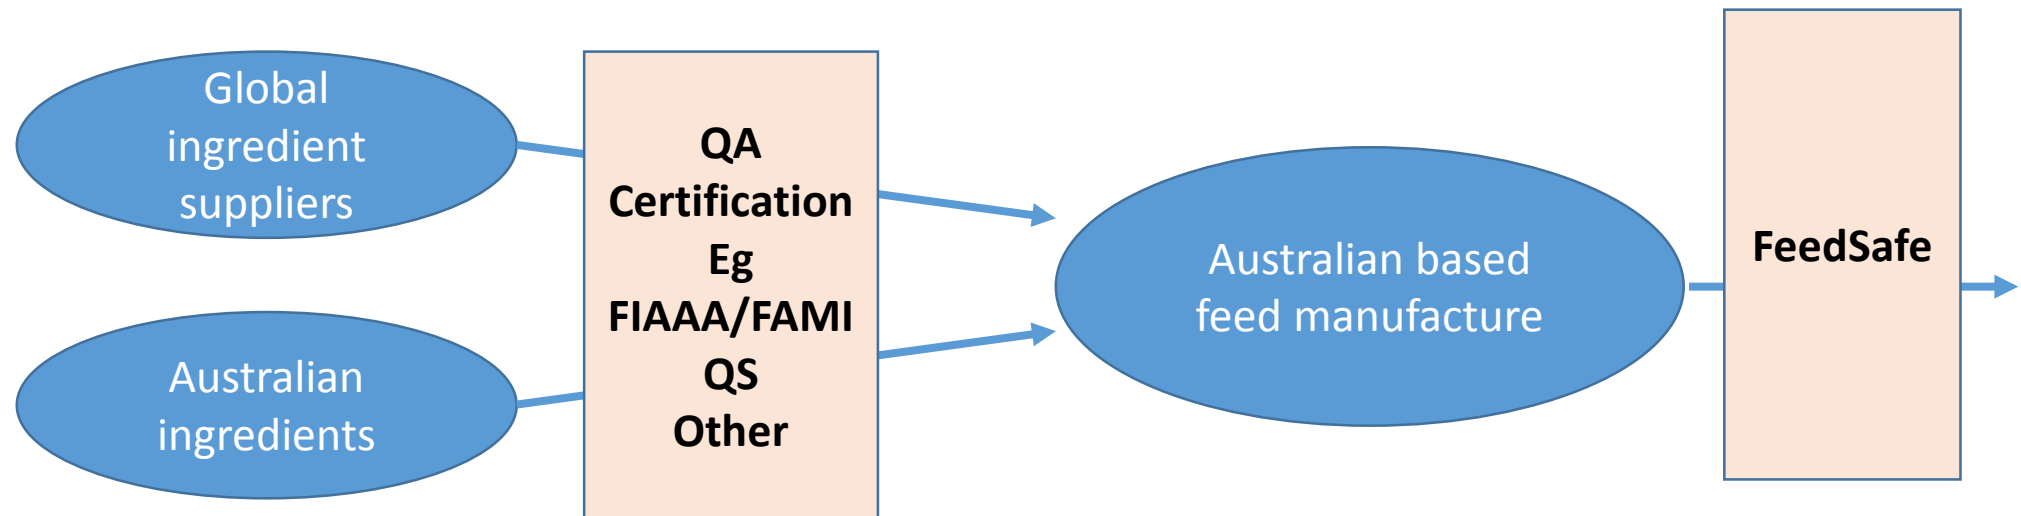 Global
ingredient
suppliers
Australian
ingredients
QA
Certification
Eg
FIAAA/FAMI
QS
Other
Australian based
feed manufacture
FeedSafe